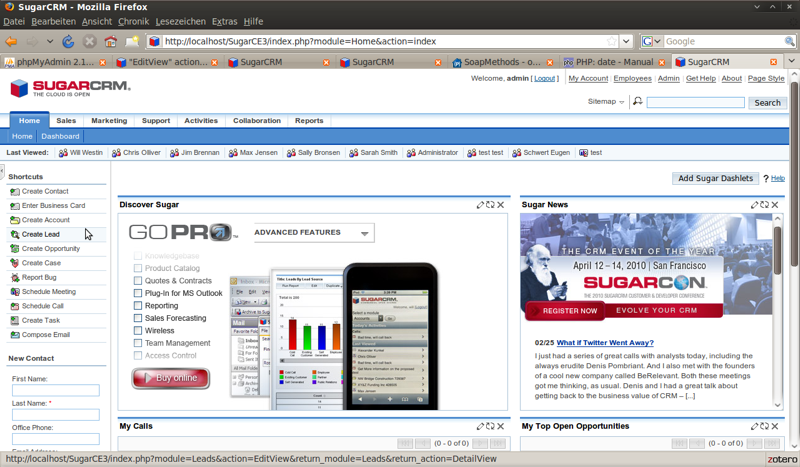 SugarCRM - Mozilla Firefox
Datei Bearbeiten Ansicht Chronik Lesezeichen Extras Hilfe
http://localhost/SugarCE3/index.php?module=Home&action=index
Google
phpMyAdmin 2.1... "EditView" action... SugarCRM SugarCRM SoapMethods - o... PHP: date - Manual SugarCRM
Welcome, admin [ Logout ] My Account Employees Admin Get Help About Page Style
SUGARCRM.
THE CLOUD IS OPEN
Sitemap
Search
Home Sales Marketing Support Activities Collaboration Reports
Home Dashboard
Last Viewed: Will Westin Chris Olliver Jim Brennan Max Jensen Sally Bronsen Sarah Smith Administrator test test Schwert Eugen test
Shortcuts
Create Contact
Enter Business Card
Create Account
Create Lead
Create Opportunity
Create Case
Report Bug
Schedule Meeting
Schedule Call
Create Task
Compose Email
New Contact
First Name:
Last Name: *
Office Phone:
Add Sugar Dashlets
? Help
Discover Sugar
GOPRO
ADVANCED FEATURES
Knowledgebase
Product Catalog
Quotes & Contracts
Plug-In for MS Outlook
Reporting
Sales Forecasting
Wireless
Team Management
Access Control
Buy online
Sugar News
THE CRM EVENT OF THE YEAR
April 12 – 14, 2010 | San Francisco
SUGARCON.
THE 2010 SUGARCRM CUSTOMER & DEVELOPER CONFERENCE
REGISTER NOW EVOLVE YOUR CRM
02/25 What if Twitter Went Away?
I just had a series of great calls with analysts today, including the
always erudite Denis Pombriant. And I also met with the founders
of a cool new company called BeRelevant. Both these meetings
got me thinking, as usual. Denis and I had a great talk about
getting back to the business value of CRM – [...]
My Calls
(0 - 0 of 0)
My Top Open Opportunities
(0 - 0 of 0)
http://localhost/SugarCE3/index.php?module=Leads&action=EditView&return_module=Leads&return_action=DetailView
zotero